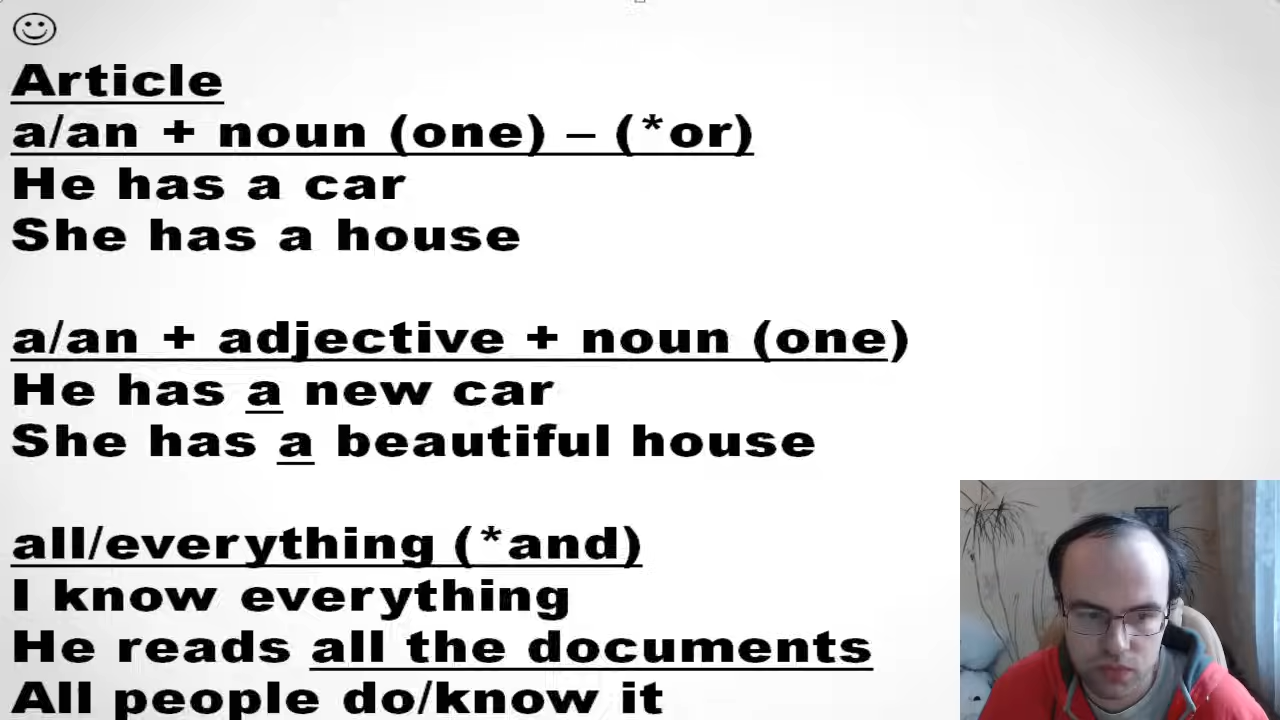 Article
a/an + noun (one) – (*or)
He has a car
She has a house
a/an + adjective + noun (one)
He has a new car
She has a beautiful house
all/everything (*and)
I know everything
He reads all the documents
All people do/know it